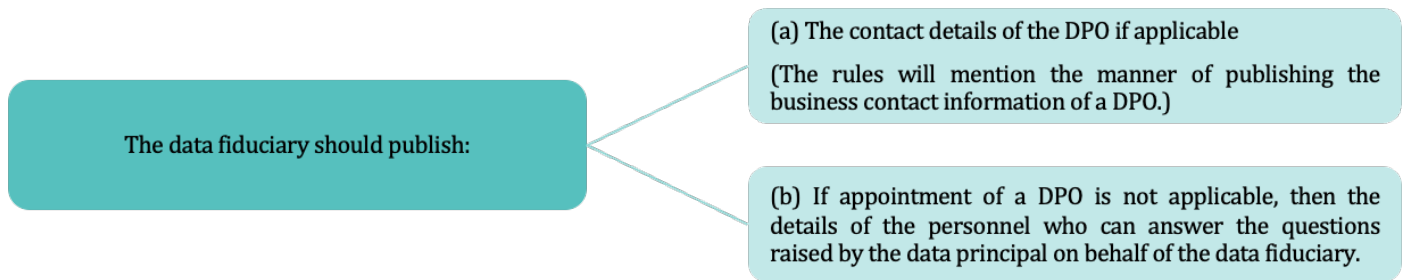 The data fiduciary should publish:
(a) The contact details of the DPO if applicable
(The rules will mention the manner of publishing the
business contact information of a DPO.)
(b) If appointment of a DPO is not applicable, then the
details of the personnel who can answer the questions
raised by the data principal on behalf of the data fiduciary.